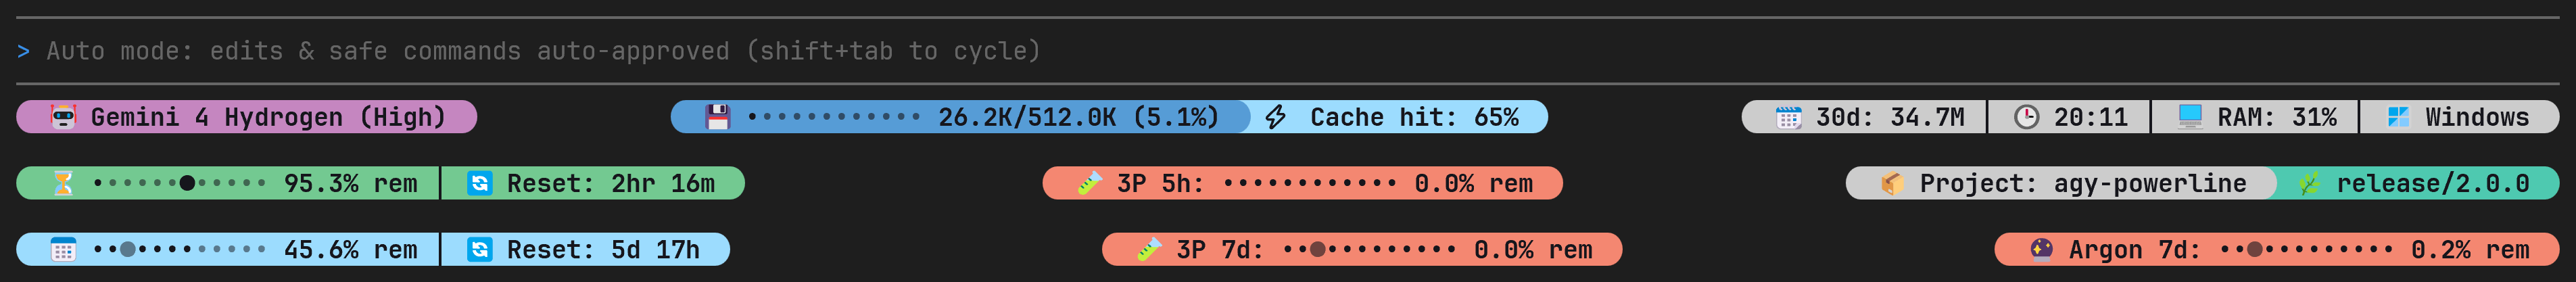 > Auto mode: edits & safe commands auto-approved (shift+tab to cycle)
Gemini 4 Hydrogen (High) 26.2K/512.0K (5.1%) Cache hit: 65% 30d: 34.7M 20:11 RAM: 31% Windows
95.3% rem Reset: 2hr 16m 3P 5h: 0.0% rem Project: agy-powerline release/2.0.0
45.6% rem Reset: 5d 17h 3P 7d: 0.0% rem Argon 7d: 0.2% rem